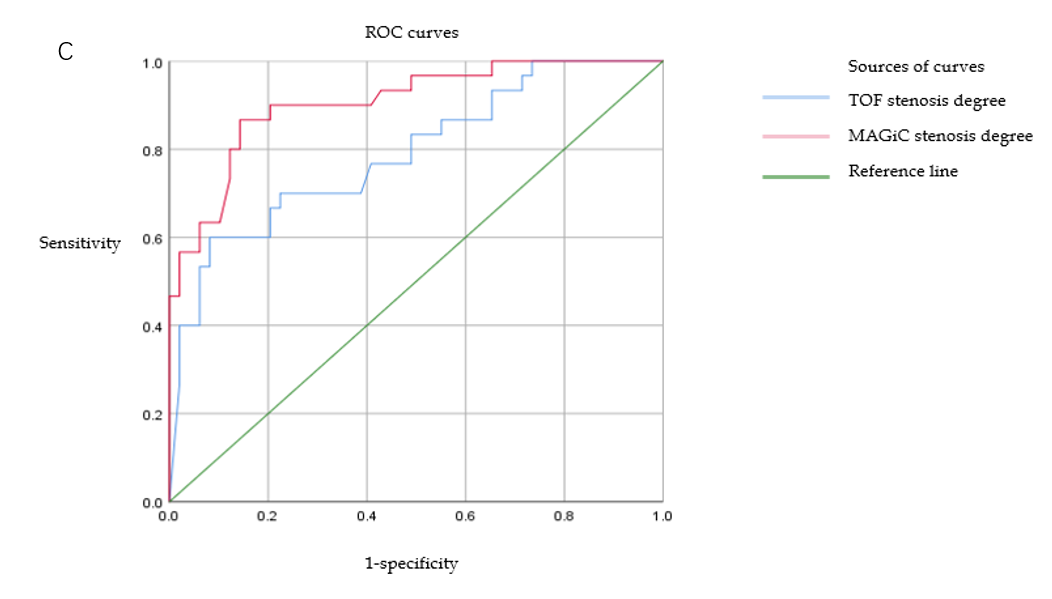 C
ROC curves
Sources of curves
TOF stenosis degree
MAGiC stenosis degree
Reference line
1.0
0.8
0.6
Sensitivity
0.4
0.2
0.0
0.0 0.2 0.4 0.6 0.8 1.0
1-specificity